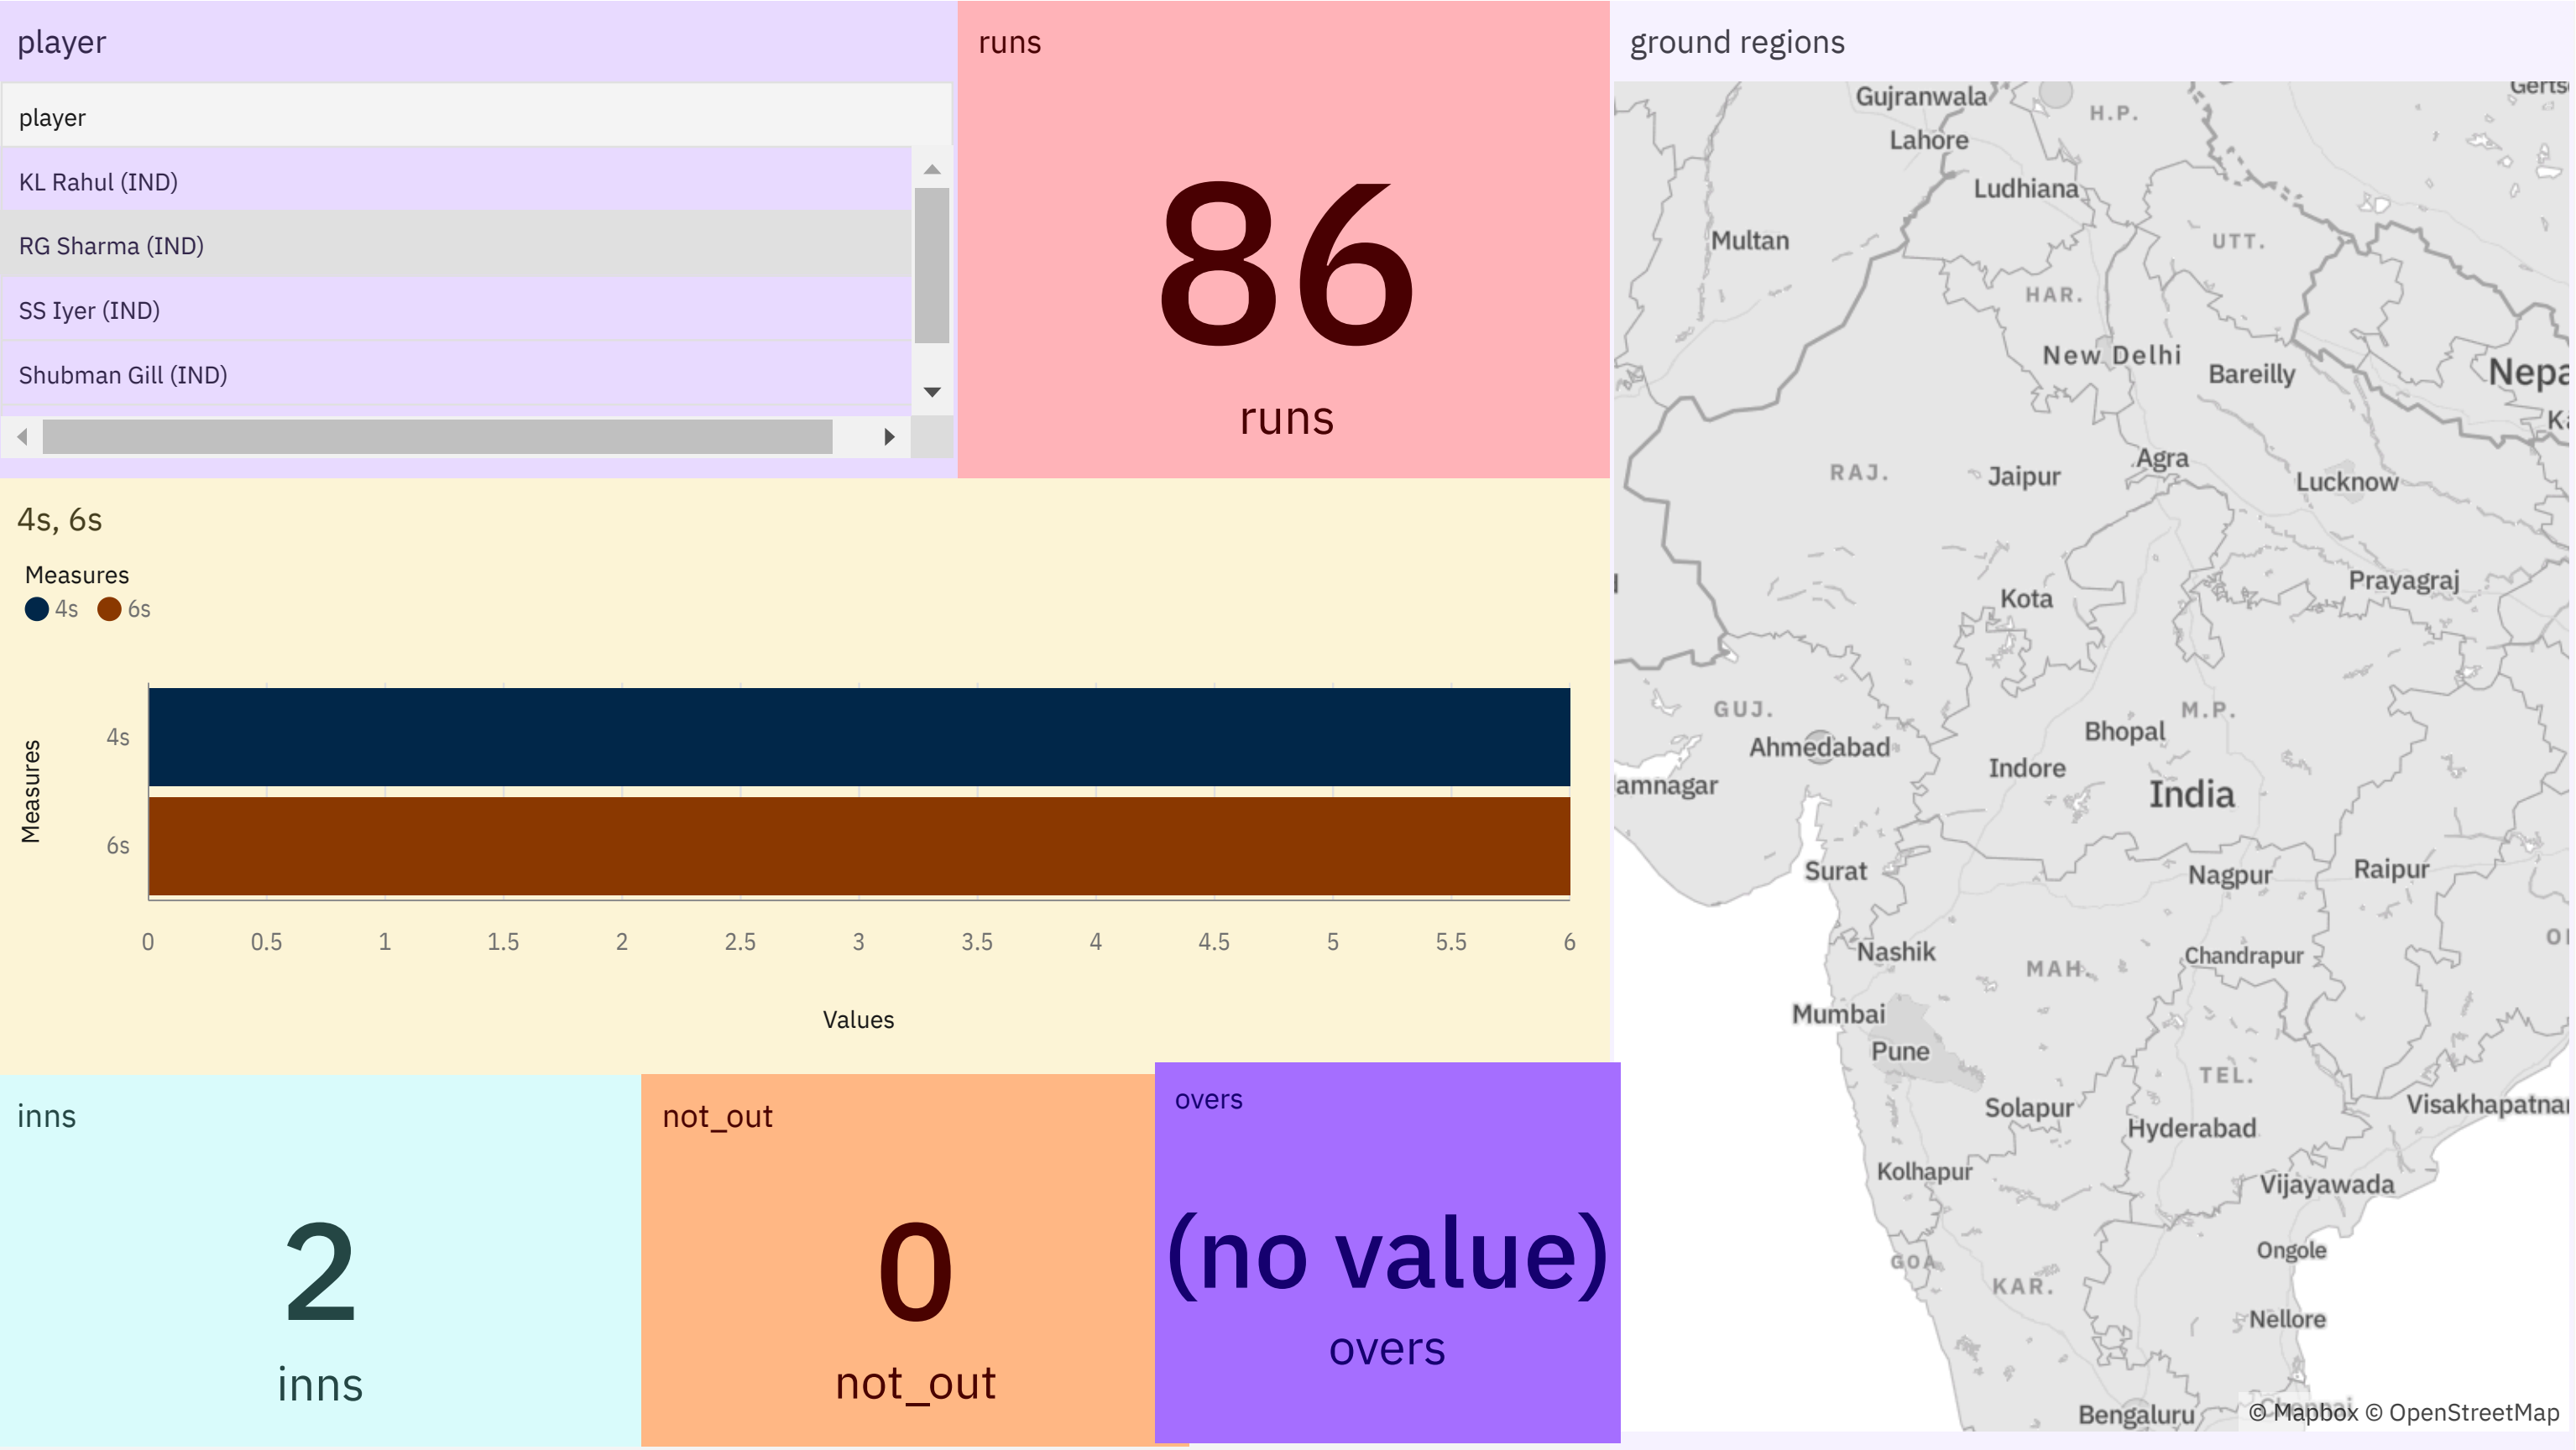 player
player
KL Rahul (IND)
RG Sharma (IND)
SS Iyer (IND)
Shubman Gill (IND)
runs
86
runs
4s, 6s
Measures
4s
6s
Measures
4s
6s
0 0.5 1 1.5 2 2.5 3 3.5 4 4.5 5 5.5 6
Values
inns
2
inns
not_out
0
not_out
overs
(no value)
overs
ground regions
Gujranwala
H.P.
Lahore
Ludhiana
Multan
UTT.
HAR.
New Delhi
Bareilly
Nepa
RAJ.
Jaipur
Agra
Lucknow
Kota
Prayagraj
GUJ.
M.P.
Bhopal
Ahmedabad
Indore
amnagar
India
Surat
Nagpur
Raipur
Nashik
MAH.
Chandrapur
Mumbai
Pune
TEL.
Solapur
Visakhapatna
Hyderabad
Kolhapur
Vijayawada
Ongole
GOA
KAR.
Nellore
Bengaluru
© Mapbox © OpenStreetMap